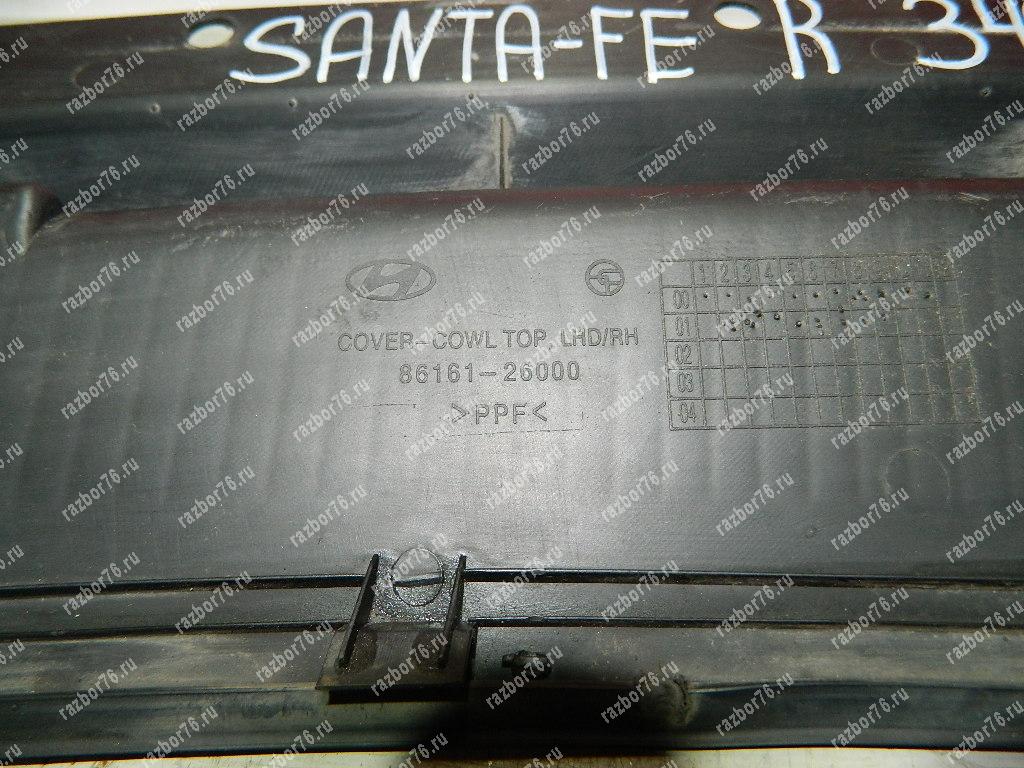 SANTA-FE R 34
COVER-COWL TOP, LHD/RH
86161-26000
>PPF<
1 2 3 4 5 6 7 8
00
01
02
03
04
razbor76.ru